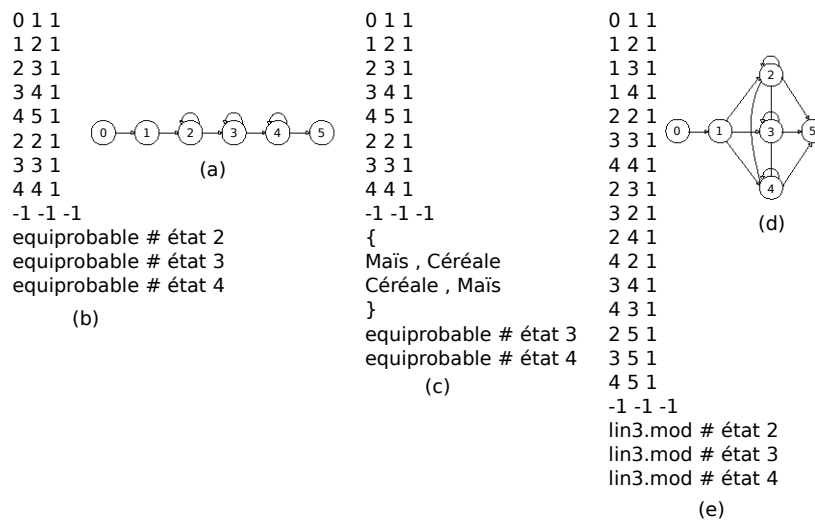 0 1 1
1 2 1
2 3 1
3 4 1
4 5 1
2 2 1
3 3 1
4 4 1
-1 -1 -1
equiprobable # état 2
equiprobable # état 3
equiprobable # état 4
(b)
0
1
2
3
4
5
(a)
0 1 1
1 2 1
2 3 1
3 4 1
4 5 1
2 2 1
3 3 1
4 4 1
-1 -1 -1
{
Maïs , Céréale
Céréale , Maïs
}
equiprobable # état 3
equiprobable # état 4
(c)
0 1 1
1 2 1
1 3 1
1 4 1
2 2 1
3 3 1
4 4 1
2 3 1
3 2 1
2 4 1
4 2 1
3 4 1
4 3 1
2 5 1
3 5 1
4 5 1
-1 -1 -1
lin3.mod # état 2
lin3.mod # état 3
lin3.mod # état 4
(e)
2
0
1
3
5
4
(d)